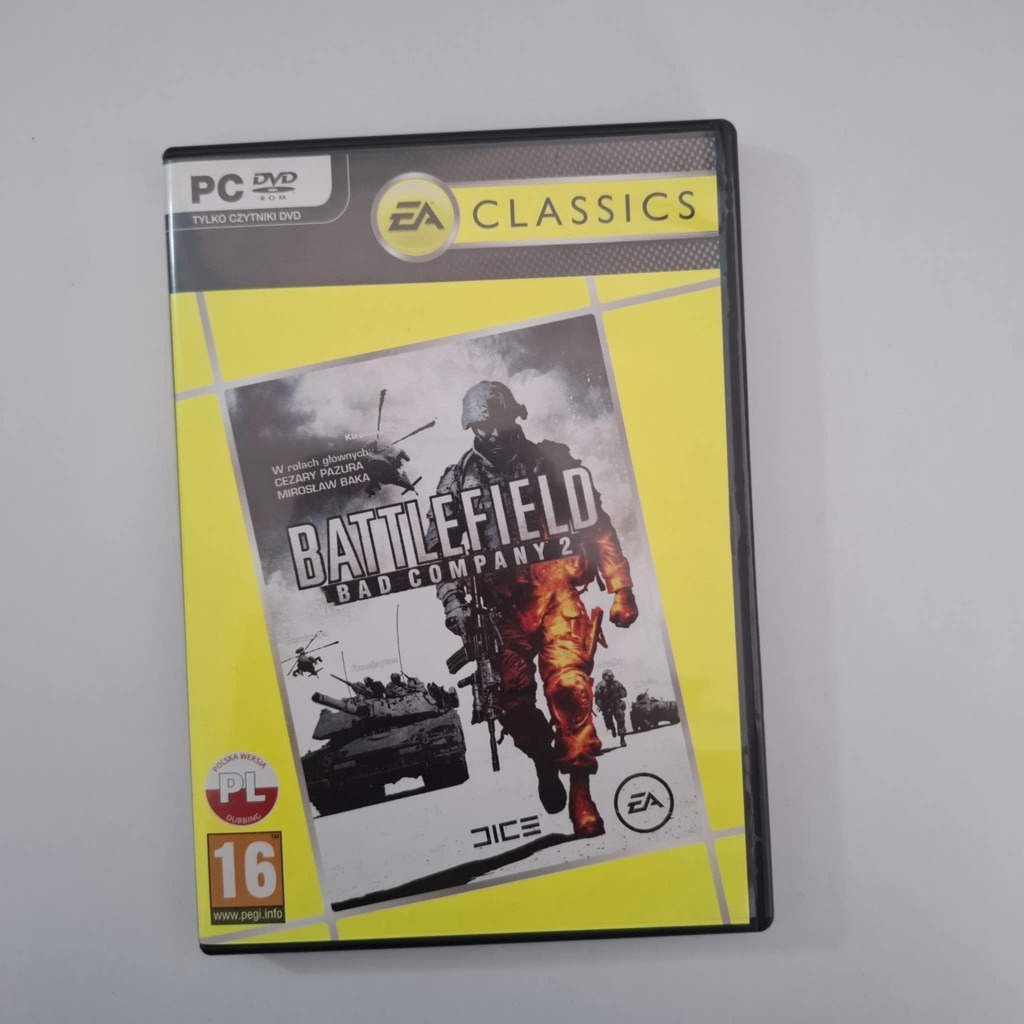 PC DVD
ROM
TYLKO CZYTNIKI DVD
EA CLASSICS
W rolach głównych:
CEZARY PAZURA
MIROSŁAW BAKA
BATTLEFIELD
BAD COMPANY 2
POLSKA WERSJA
PL
DUBBING
DICE
EA
16
TM
www.pegi.info